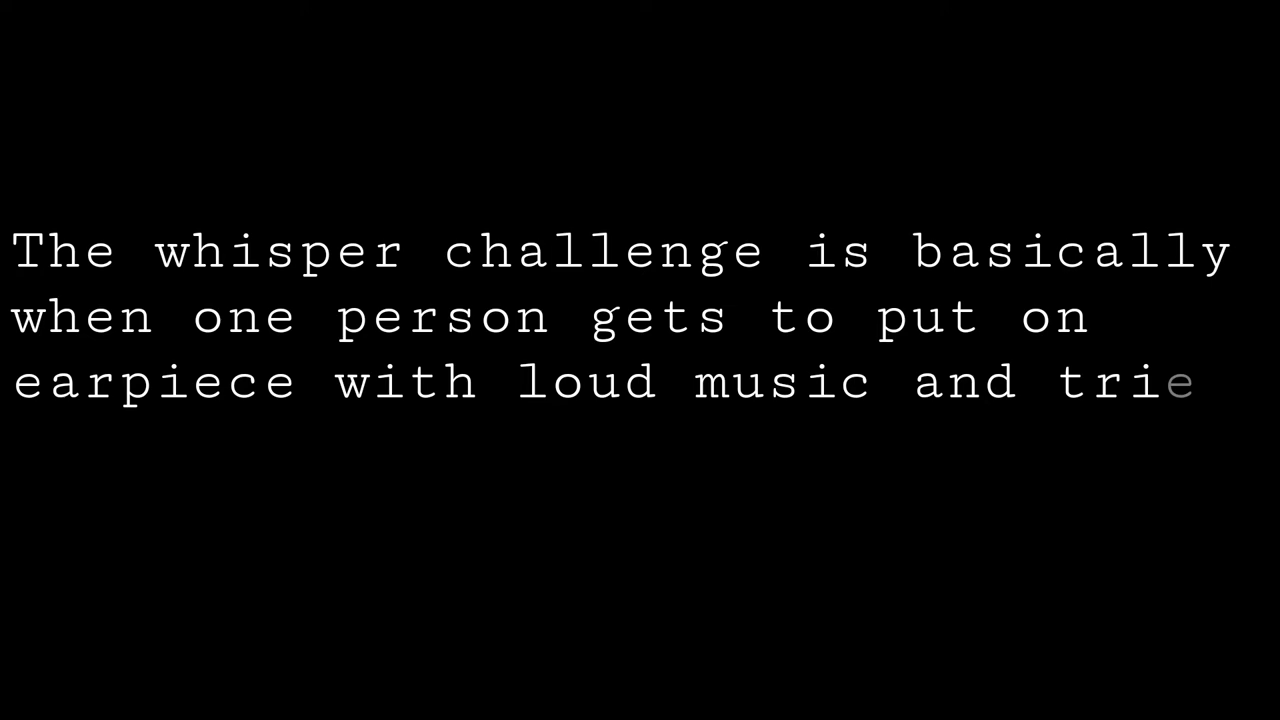 The whisper challenge is basically
when one person gets to put on
earpiece with loud music and trie